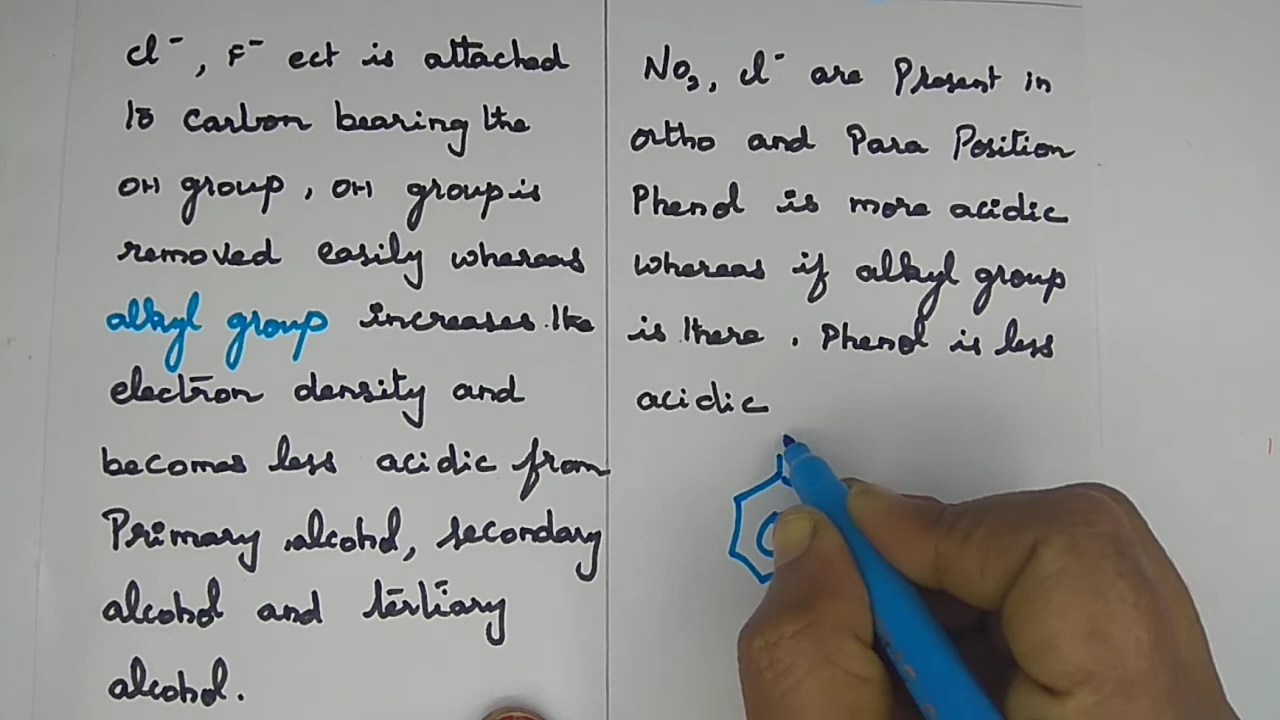 Cl⁻, F⁻ ect is attached
to carbon bearing the
OH group, OH group is
removed easily whereas
alkyl group increases the
electron density and
becomes less acidic from
Primary alcohol, secondary
alcohol and tertiary
alcohol.
NO₂, Cl⁻ are Present in
ortho and Para Position
Phenol is more acidic
whereas if alkyl group
is there, Phenol is less
acidic